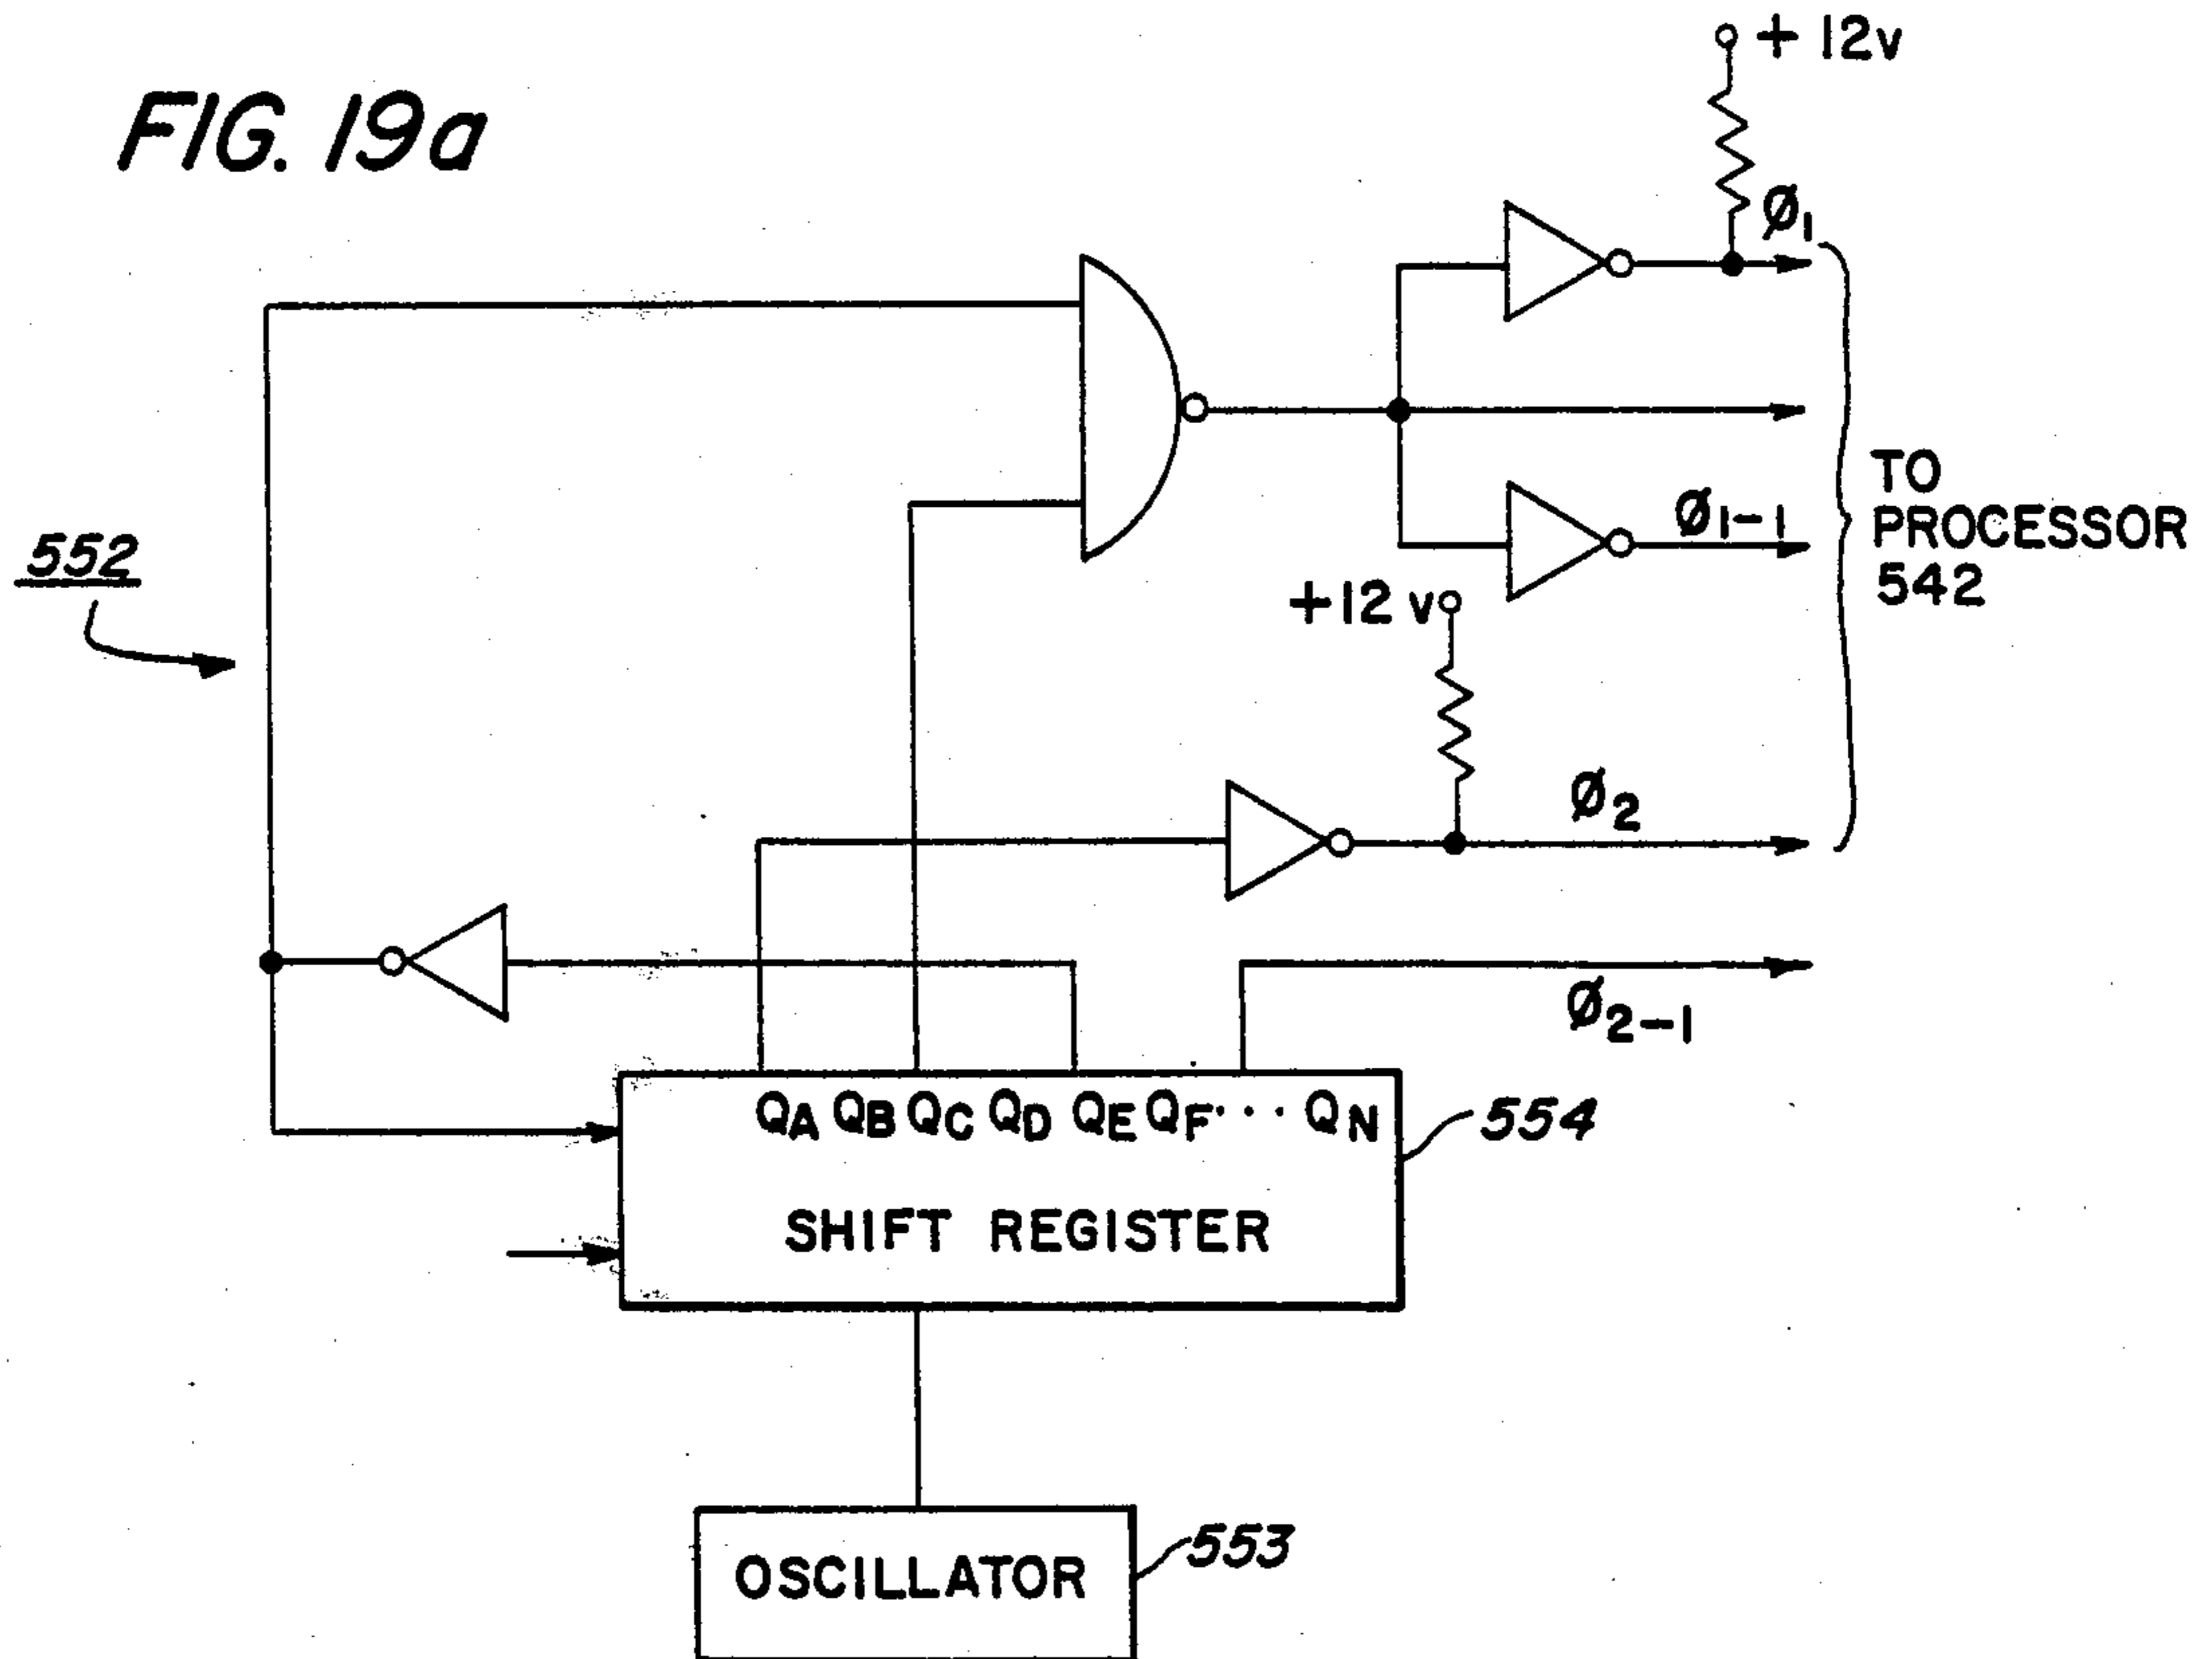 FIG. 19a
+ 12v
Ø1
TO
PROCESSOR
542
Ø1-1
552
+12 v
Ø2
Ø2-1
QA QB QC QD QE QF··· QN
554
SHIFT REGISTER
OSCILLATOR
553